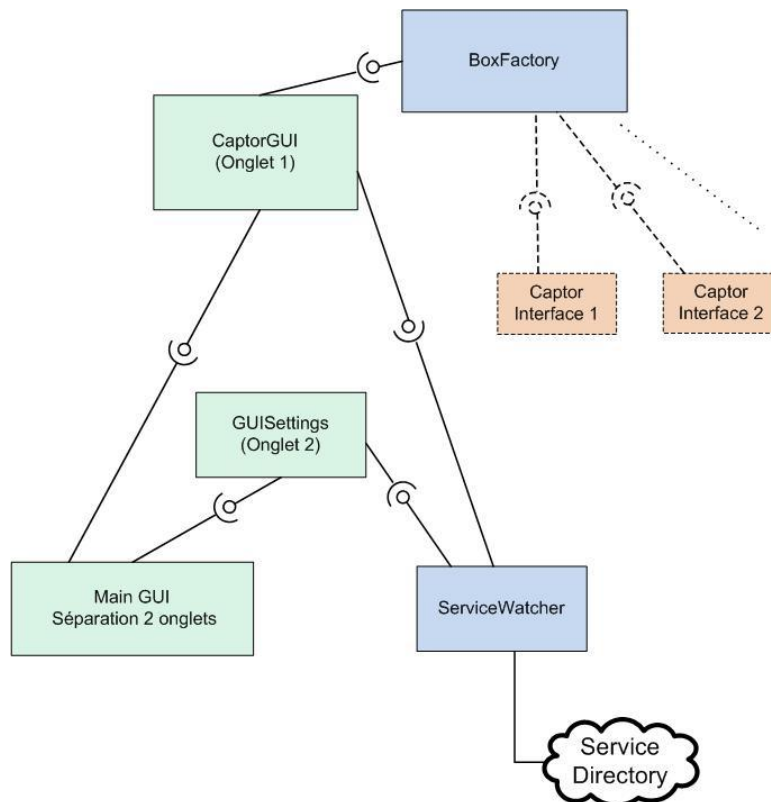 BoxFactory
CaptorGUI
(Onglet 1)
Captor
Interface 1
Captor
Interface 2
GUISettings
(Onglet 2)
Main GUI
Séparation 2 onglets
ServiceWatcher
Service
Directory